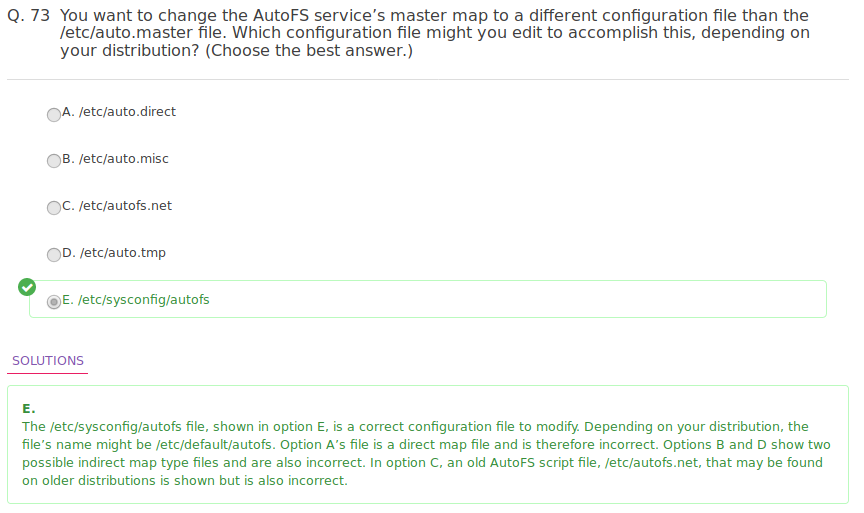 Q. 73 You want to change the AutoFS service’s master map to a different configuration file than the
/etc/auto.master file. Which configuration file might you edit to accomplish this, depending on
your distribution? (Choose the best answer.)
A. /etc/auto.direct
B. /etc/auto.misc
C. /etc/autofs.net
D. /etc/auto.tmp
E. /etc/sysconfig/autofs
SOLUTIONS
E.
The /etc/sysconfig/autofs file, shown in option E, is a correct configuration file to modify. Depending on your distribution, the
file’s name might be /etc/default/autofs. Option A’s file is a direct map file and is therefore incorrect. Options B and D show two
possible indirect map type files and are also incorrect. In option C, an old AutoFS script file, /etc/autofs.net, that may be found
on older distributions is shown but is also incorrect.